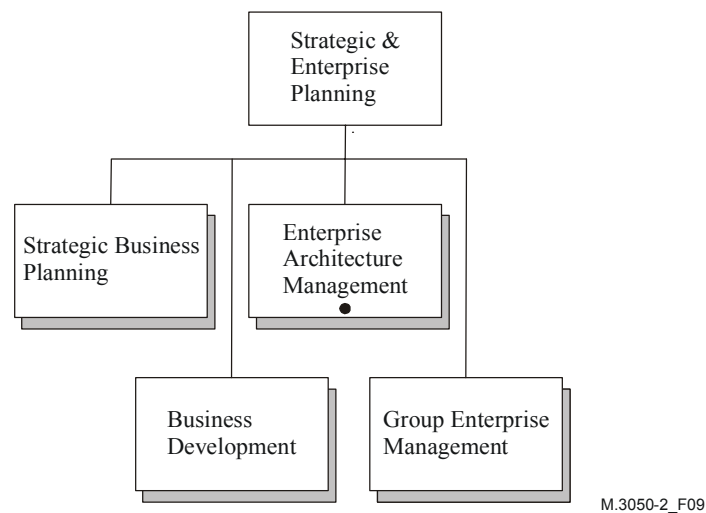 Strategic &
Enterprise
Planning
Strategic Business
Planning
Enterprise
Architecture
Management
Business
Development
Group Enterprise
Management
M.3050-2_F09